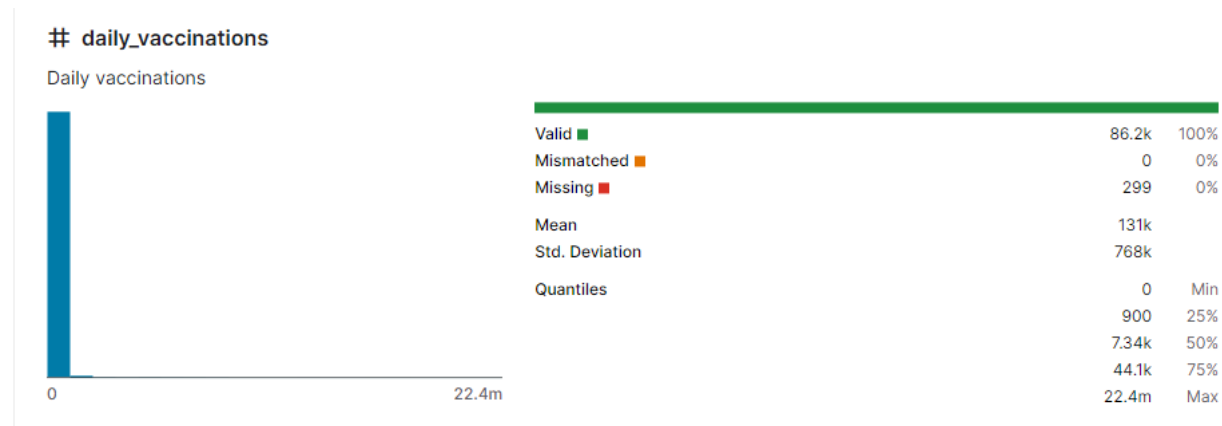 # daily_vaccinations
Daily vaccinations
0 22.4m
Valid 86.2k 100%
Mismatched 0 0%
Missing 299 0%
Mean 131k
Std. Deviation 768k
Quantiles 0 Min
900 25%
7.34k 50%
44.1k 75%
22.4m Max